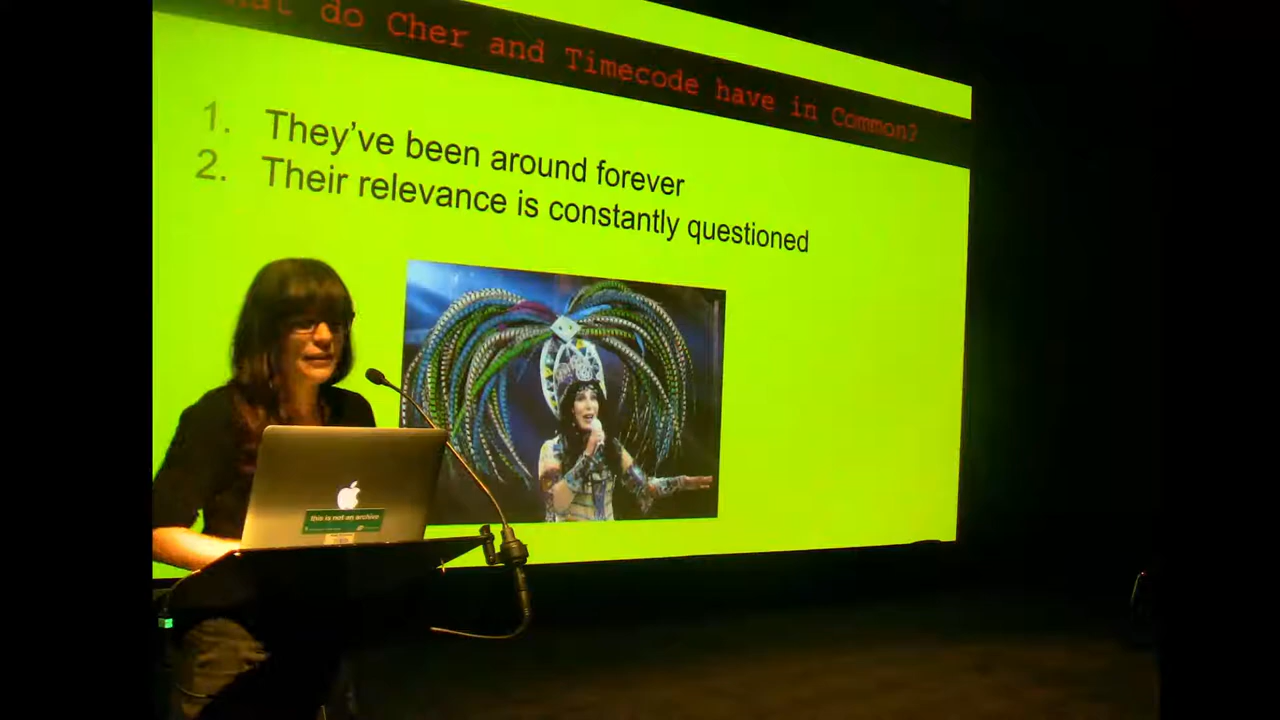 do Cher and Timecode have in Common?
1. They've been around forever
2. Their relevance is constantly questioned
this is not an archive